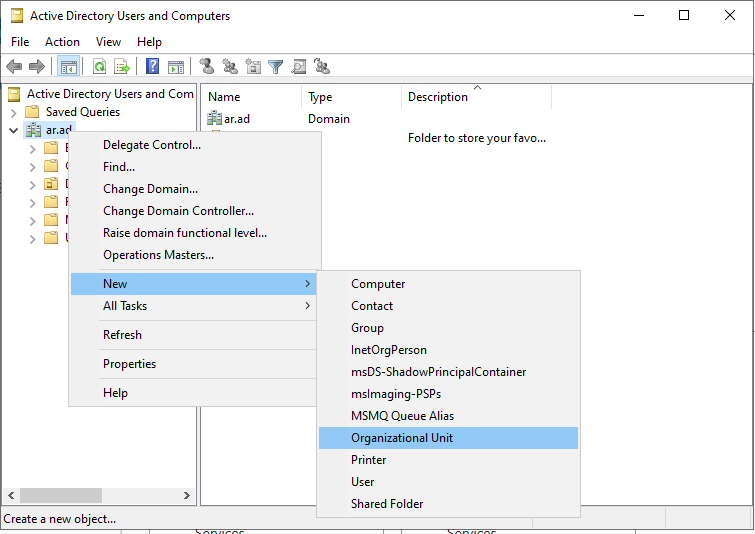 Active Directory Users and Computers
File Action View Help
Active Directory Users and Com
Saved Queries
ar.ad
Name Type Description
ar.ad Domain
Folder to store your favo...
Delegate Control...
Find...
Change Domain...
Change Domain Controller...
Raise domain functional level...
Operations Masters...
New
All Tasks
Refresh
Properties
Help
Computer
Contact
Group
InetOrgPerson
msDS-ShadowPrincipalContainer
msImaging-PSPs
MSMQ Queue Alias
Organizational Unit
Printer
User
Shared Folder
Create a new object...
Services Services